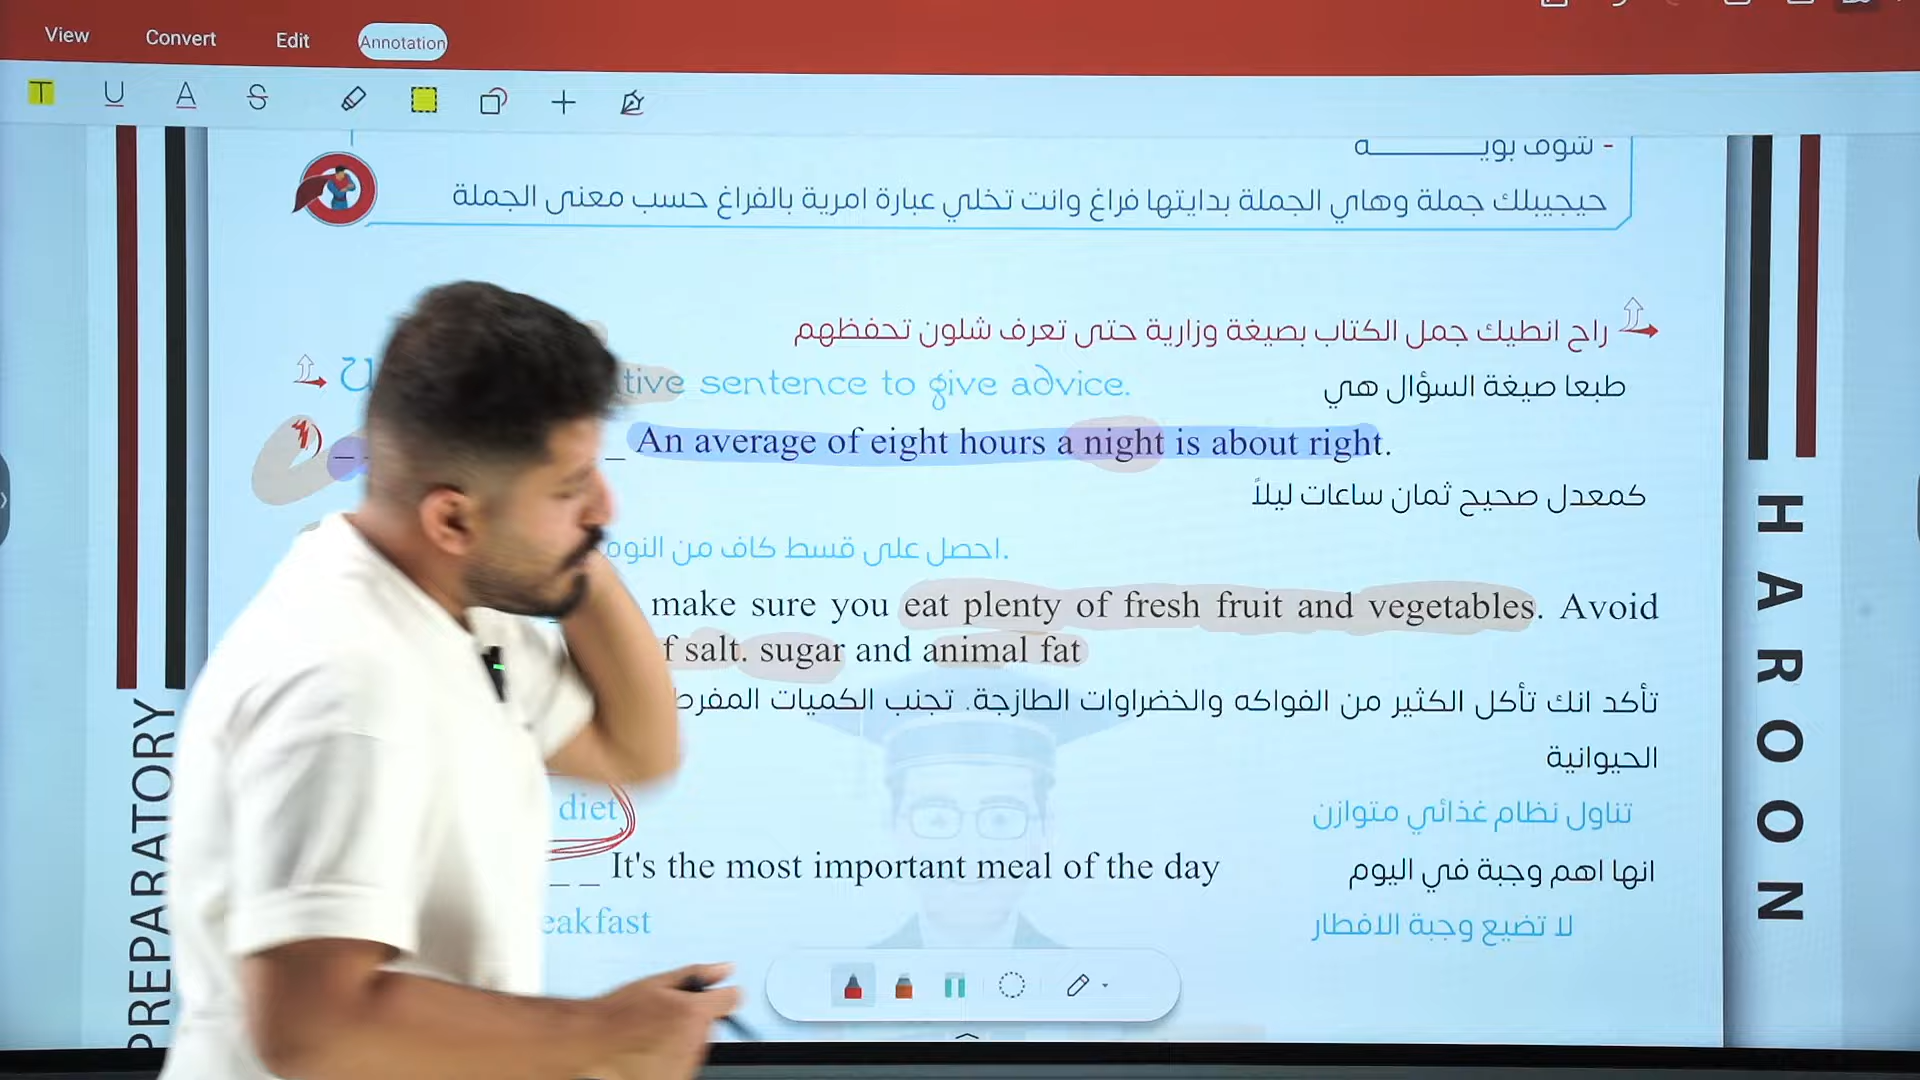 View Convert Edit Annotation
T U A S
- شوف بويـــــــــه
حيجيبلك جملة وهاي الجملة بدايتها فراغ وانت تخلي عبارة امرية بالفراغ حسب معنى الجملة
راح انطيك جمل الكتاب بصيغة وزارية حتى تعرف شلون تحفظهم
tive sentence to give advice. طبعا صيغة السؤال هي
_ An average of eight hours a night is about right.
كمعدل صحيح ثمان ساعات ليلاً
احصل على قسط كاف من النوم.
make sure you eat plenty of fresh fruit and vegetables. Avoid
f salt. sugar and animal fat
تأكد انك تأكل الكثير من الفواكه والخضراوات الطازجة. تجنب الكميات المفرط
الحيوانية
diet تناول نظام غذائي متوازن
_ _ It's the most important meal of the day انها اهم وجبة في اليوم
eakfast لا تضيع وجبة الافطار
PREPARATORY
HAROON